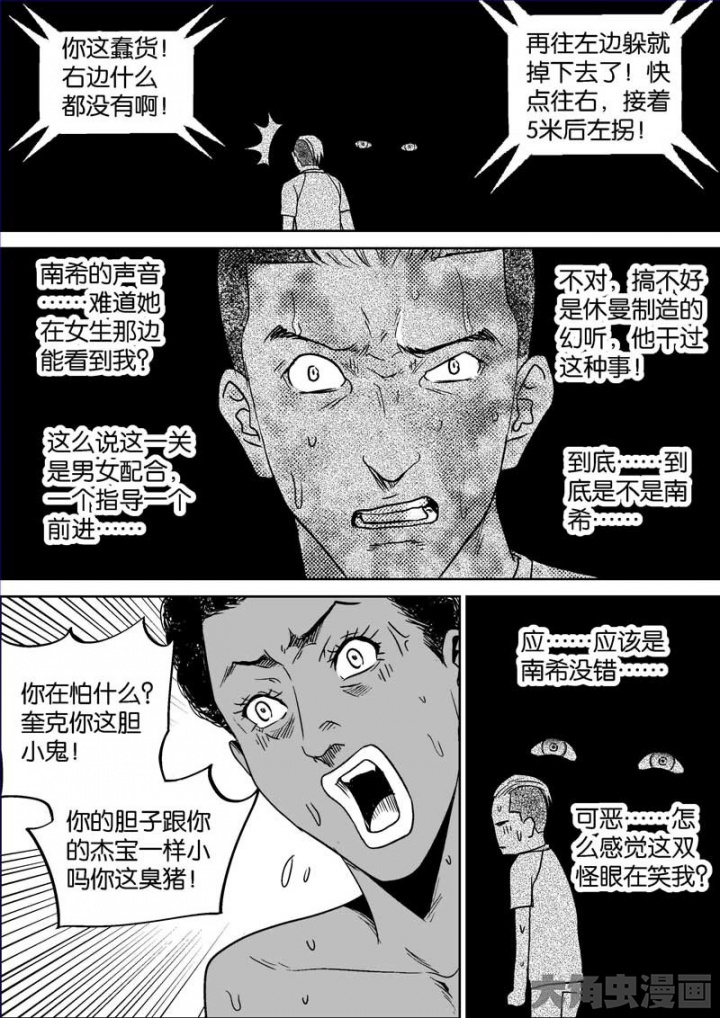 你这蠢货！
右边什么
都没有啊！
再往左边躲就
掉下去了！快
点往右，接着
5米后左拐！
南希的声音
……难道她
在女生那边
能看到我？
不对，搞不好
是休曼制造的
幻听，他干过
这种事！
这么说这一关
是男女配合，
一个指导一个
前进……
到底……到
底是不是南
希……
你在怕什么？
奎克你这胆
小鬼！
你的胆子跟你
的杰宝一样小
吗你这臭猪！
应……应该是
南希没错……
可恶……怎
么感觉这双
怪眼在笑我？
大角虫漫画